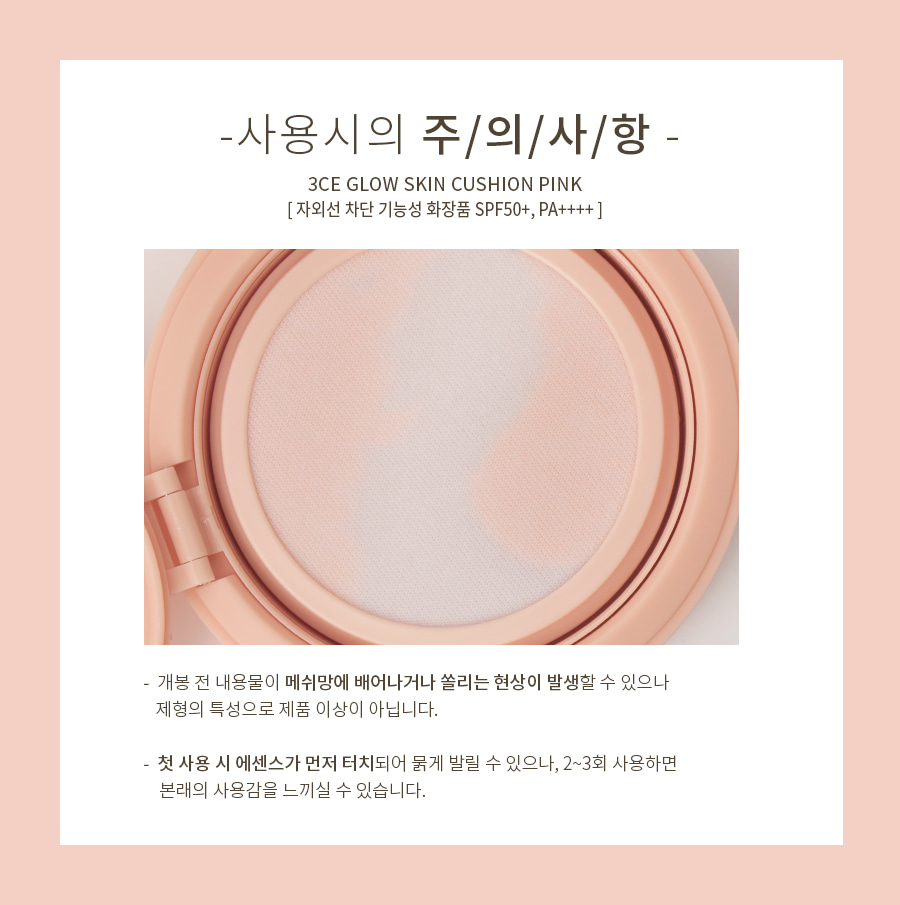 -사용시의 주/의/사/항 -
3CE GLOW SKIN CUSHION PINK
[ 자외선 차단 기능성 화장품 SPF50+, PA++++ ]
- 개봉 전 내용물이 메쉬망에 배어나거나 쏠리는 현상이 발생할 수 있으나
제형의 특성으로 제품 이상이 아닙니다.
- 첫 사용 시 에센스가 먼저 터치되어 묽게 발릴 수 있으나, 2~3회 사용하면
본래의 사용감을 느끼실 수 있습니다.